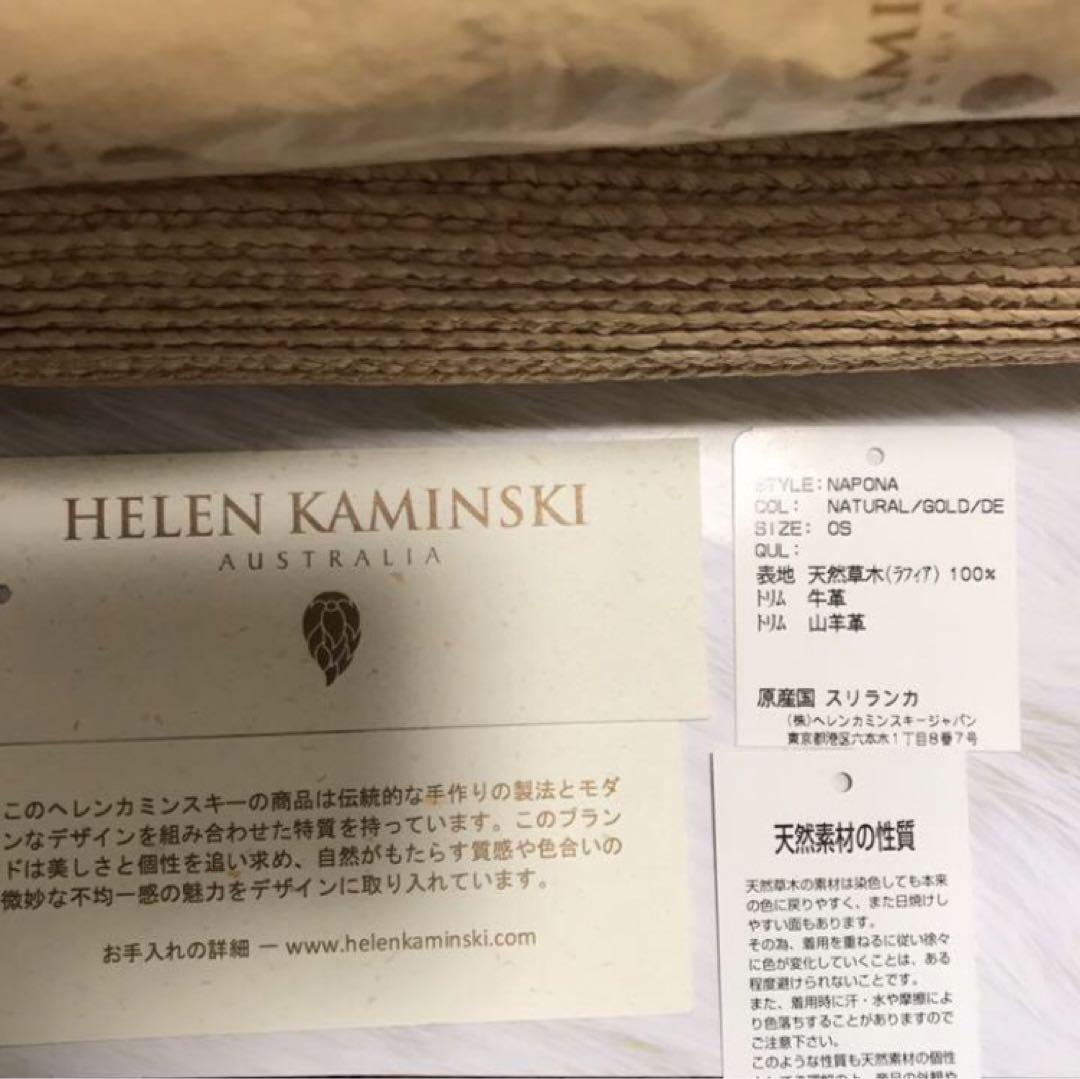 HELEN KAMINSKI
AUSTRALIA
このヘレンカミンスキーの商品は伝統的な手作りの製法とモダ
ンなデザインを組み合わせた特質を持っています。このブラン
ドは美しさと個性を追い求め、自然がもたらす質感や色合いの
微妙な不均一感の魅力をデザインに取り入れています。
お手入れの詳細 ー www.helenkaminski.com
STYLE:NAPONA
COL: NATURAL/GOLD/DE
SIZE: OS
QUL:
表地 天然草木(ラフィア) 100%
トリム 牛革
トリム 山羊革
原産国 スリランカ
(株)ヘレンカミンスキージャパン
東京都港区六本木1丁目8番7号
天然素材の性質
天然草木の素材は染色しても本来
の色に戻りやすく、また日焼けし
やすい面もあります。
その為、着用を重ねるに従い徐々
に色が変化していくことは、ある
程度避けられないことです。
また、着用時に汗・水や摩擦によ
り色落ちすることがありますので
ご注意下さい。
このような性質も天然素材の個性